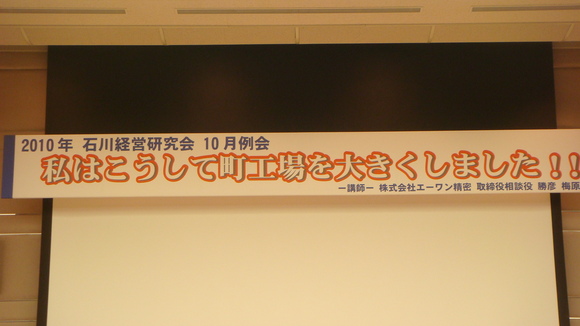 2010年 石川経営研究会 10月例会
私はこうして町工場を大きくしました!!
ー講師ー 株式会社エーワン精密 取締役相談役 勝彦 梅原